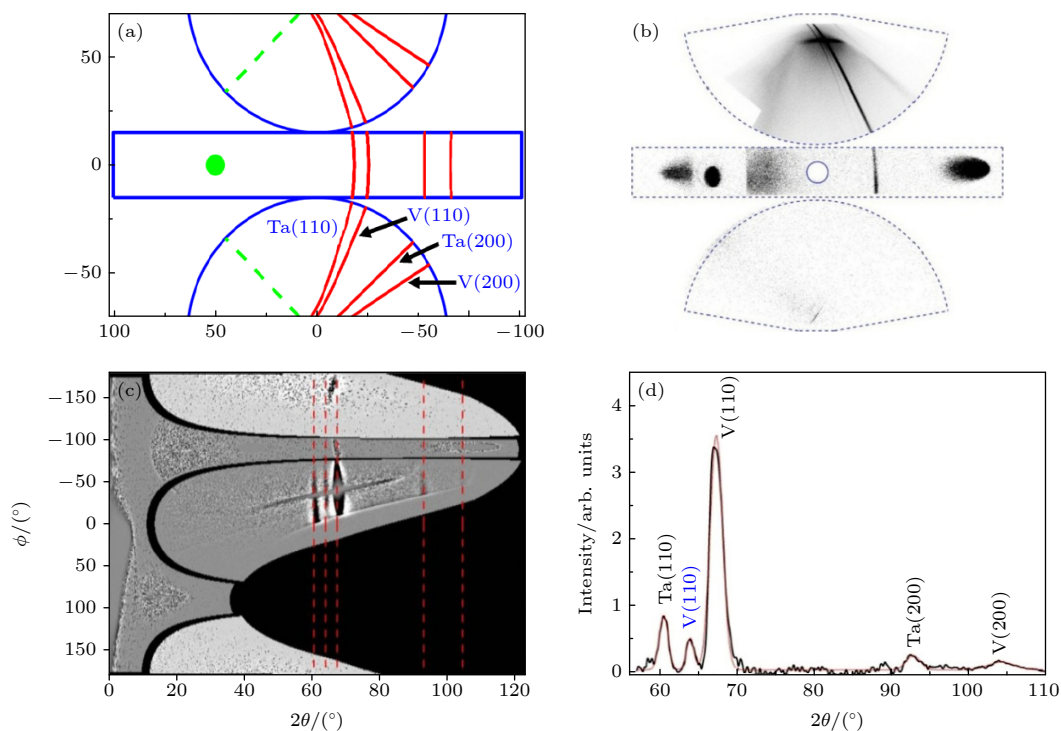 (a)
50
0
−50
Ta(110)
V(110)
Ta(200)
V(200)
100
50
0
−50
−100
(b)
(c)
−150
−100
−50
0
50
100
150
ϕ/(°)
0
20
40
60
80
100
120
2θ/(°)
(d)
4
3
2
1
0
Intensity/arb. units
Ta(110)
V(110)
V(110)
Ta(200)
V(200)
60
70
80
90
100
110
2θ/(°)